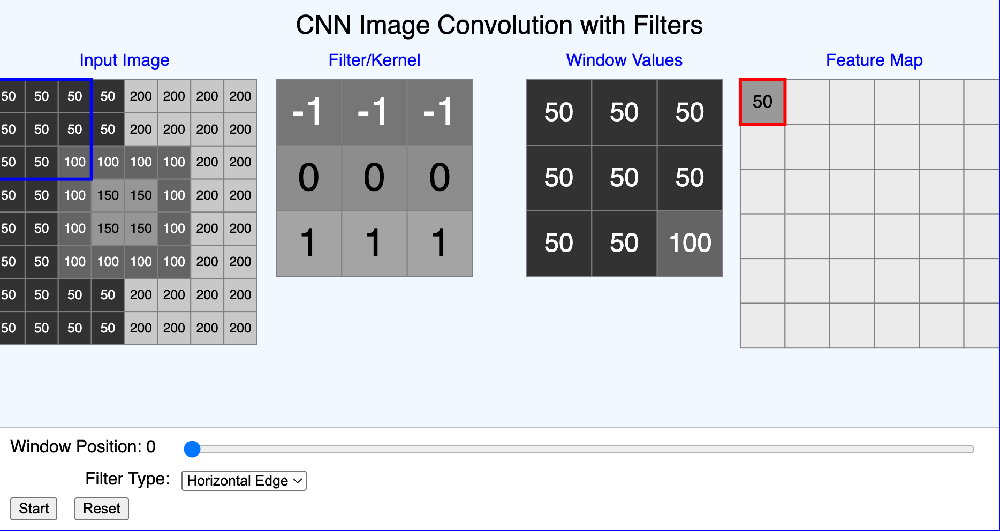 CNN Image Convolution with Filters
Input Image
Filter/Kernel
Window Values
Feature Map
50 50 50 50 200 200 200 200
50 50 50 50 200 200 200 200
50 50 100 100 100 100 200 200
50 50 100 150 150 100 200 200
50 50 100 150 150 100 200 200
50 50 100 100 100 100 200 200
50 50 50 50 200 200 200 200
50 50 50 50 200 200 200 200
-1 -1 -1
0 0 0
1 1 1
50 50 50
50 50 50
50 50 100
50
Window Position: 0
Filter Type: Horizontal Edge
Start Reset